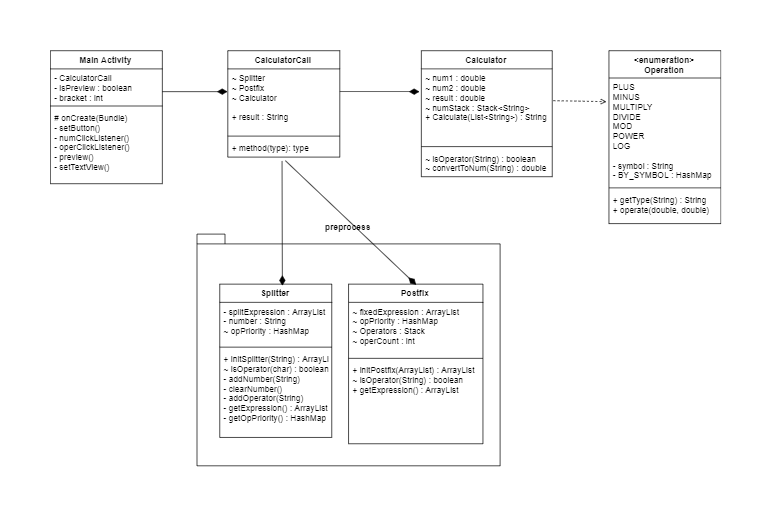 Main Activity
- CalculatorCall
- isPreview : boolean
- bracket : int
# onCreate(Bundle)
- setButton()
- numClickListener()
- operClickListener()
- preview()
- setTextView()
CalculatorCall
~ Splitter
~ Postfix
~ Calculator
+ result : String
+ method(type): type
Calculator
~ num1 : double
~ num2 : double
~ result : double
~ numStack : Stack<String>
+ Calculate(List<String>) : String
~ isOperator(String) : boolean
~ convertToNum(String) : double
<enumeration>
Operation
PLUS
MINUS
MULTIPLY
DIVIDE
MOD
POWER
LOG
- symbol : String
- BY_SYMBOL : HashMap
+ getType(String) : String
+ operate(double, double)
preprocess
Splitter
- splitExpression : ArrayList
- number : String
~ opPriority : HashMap
+ initSplitter(String) : ArrayLi
~ isOperator(char) : boolean
- addNumber(String)
- clearNumber()
- addOperator(String)
- getExpression() : ArrayList
- getOpPriority() : HashMap
Postfix
~ fixedExpression : ArrayList
~ opPriority : HashMap
~ Operators : Stack
~ operCount : int
+ initPostfix(ArrayList) : ArrayList
~ isOperator(String) : boolean
+ getExpression() : ArrayList